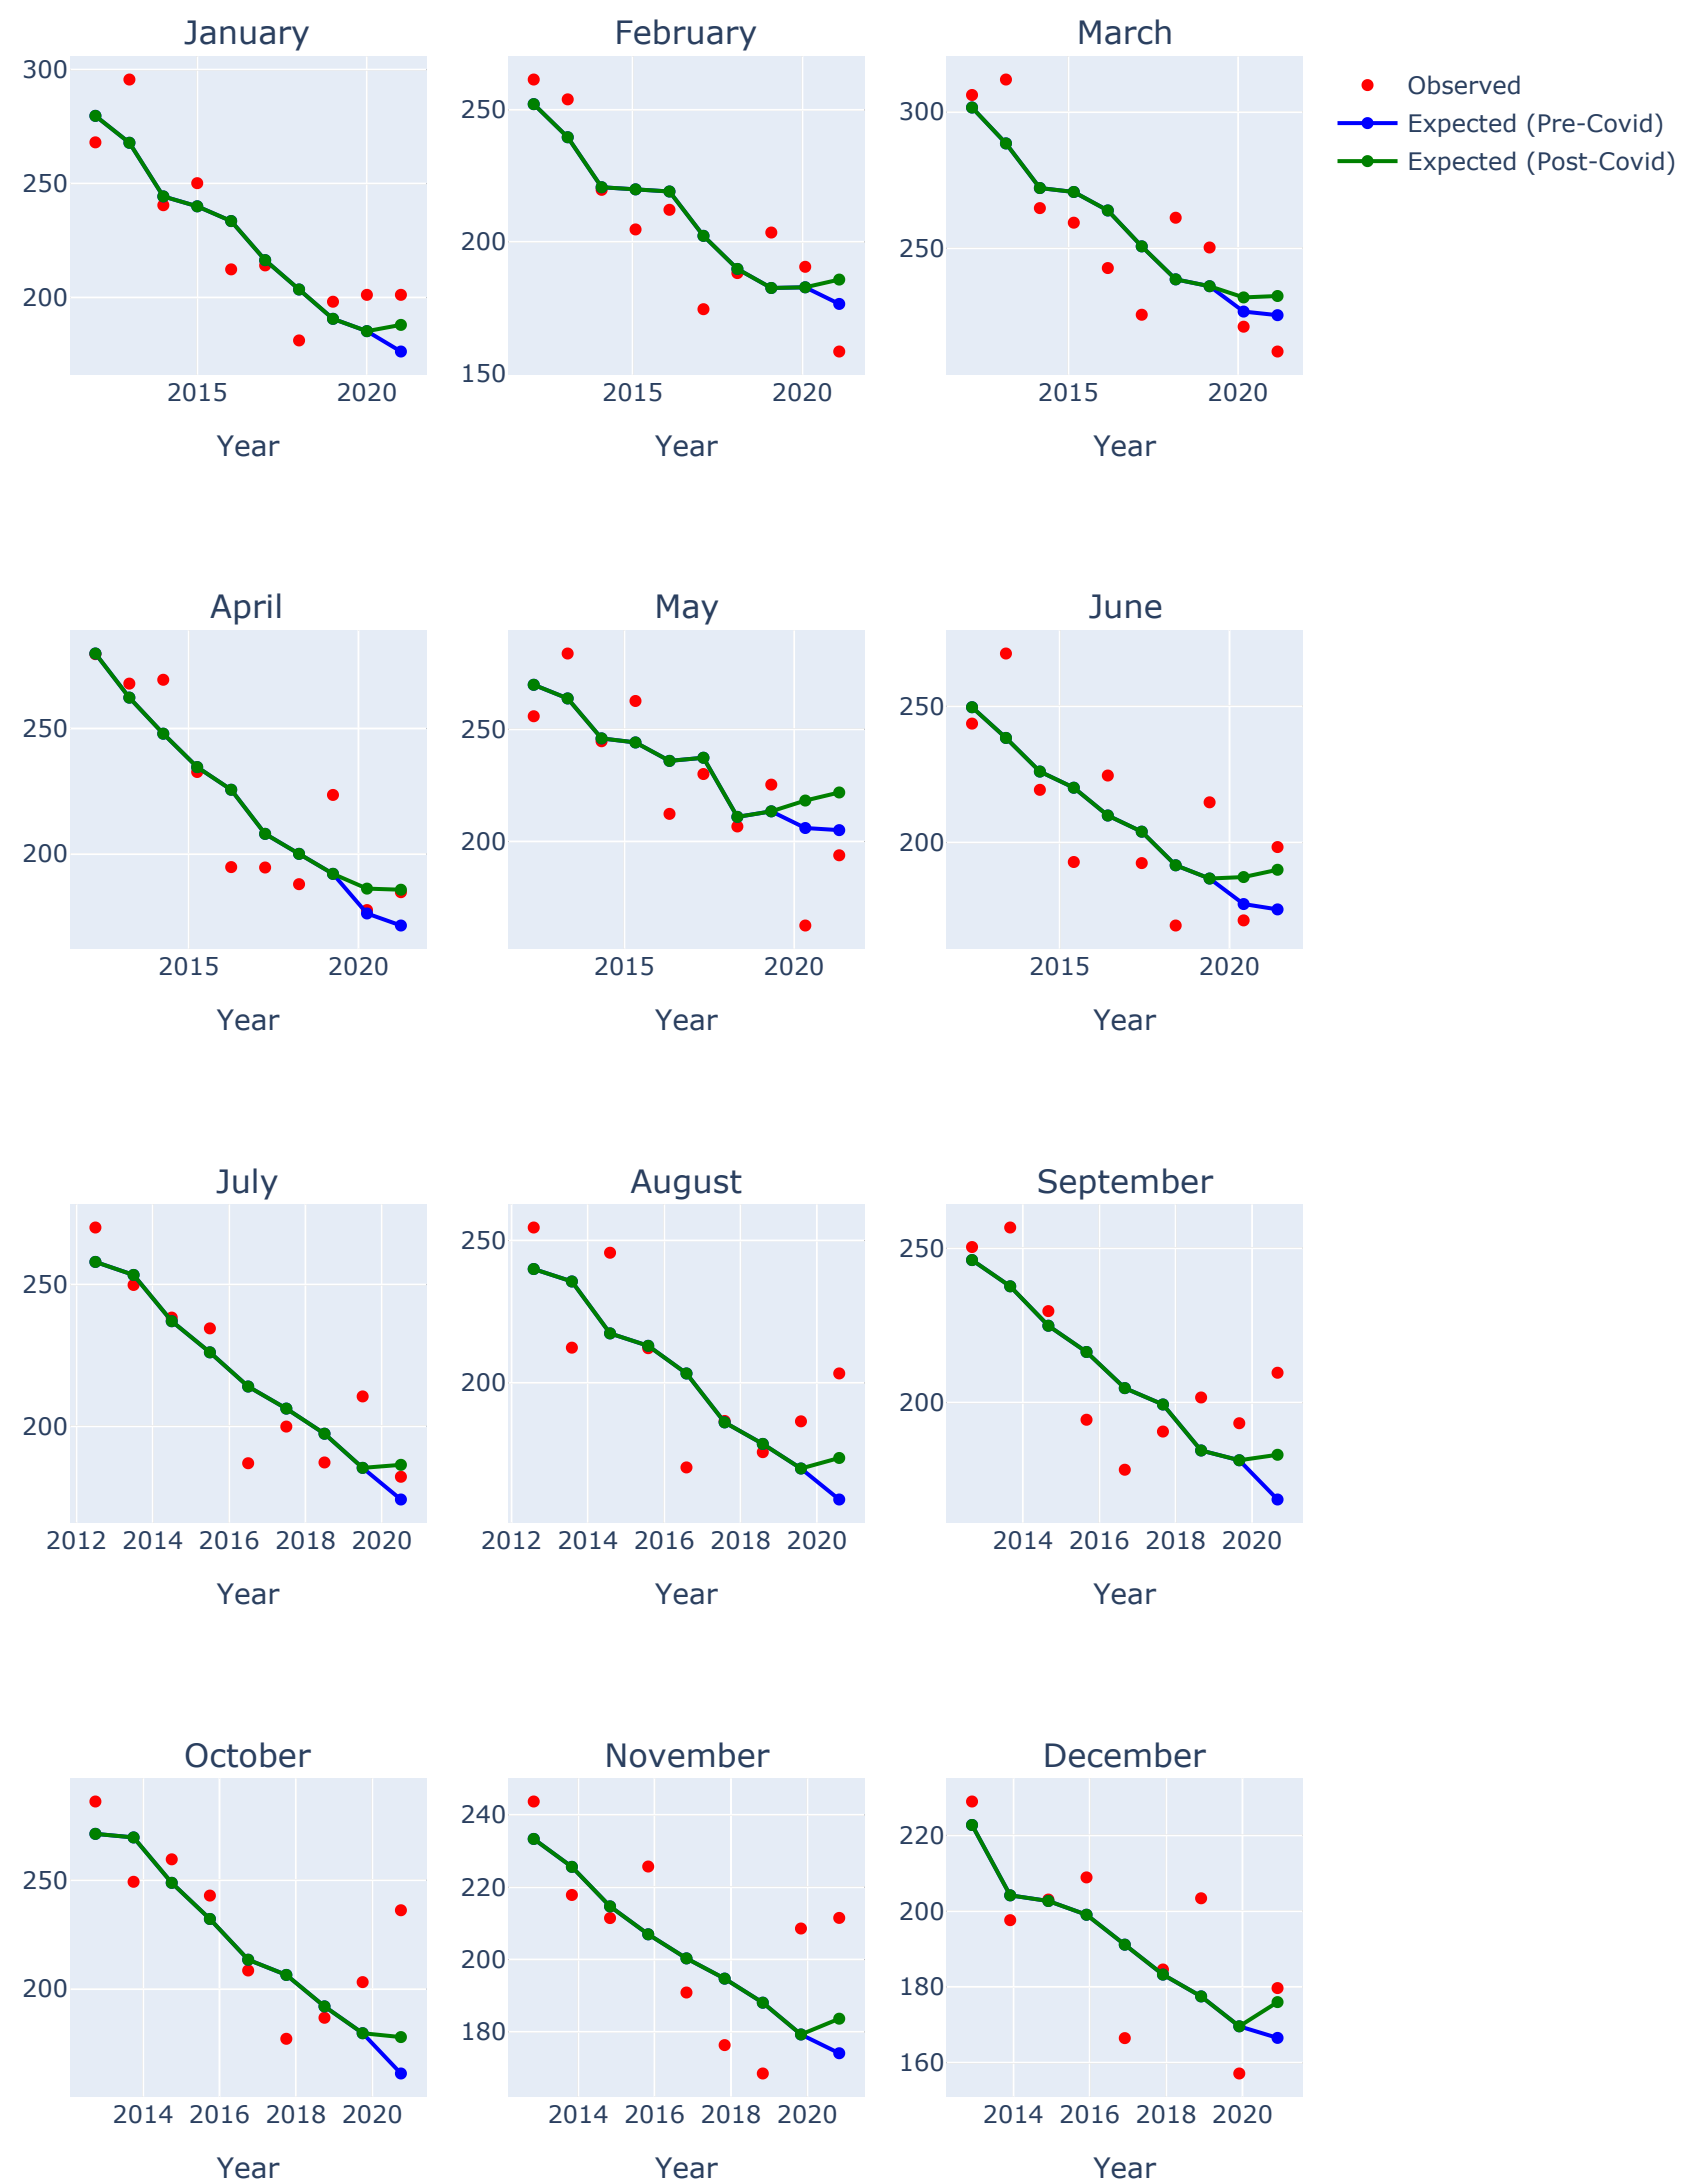 January
February
March
300
250
200
2015
2020
Year
250
200
150
2015
2020
Year
300
250
2015
2020
Year
Observed
Expected (Pre-Covid)
Expected (Post-Covid)
April
May
June
250
200
2015
2020
Year
250
200
2015
2020
Year
250
200
2015
2020
Year
July
August
September
250
200
2012 2014 2016 2018 2020
Year
250
200
2012 2014 2016 2018 2020
Year
250
200
2014 2016 2018 2020
Year
October
November
December
250
200
2014 2016 2018 2020
Year
240
220
200
180
2014 2016 2018 2020
Year
220
200
180
160
2014 2016 2018 2020
Year